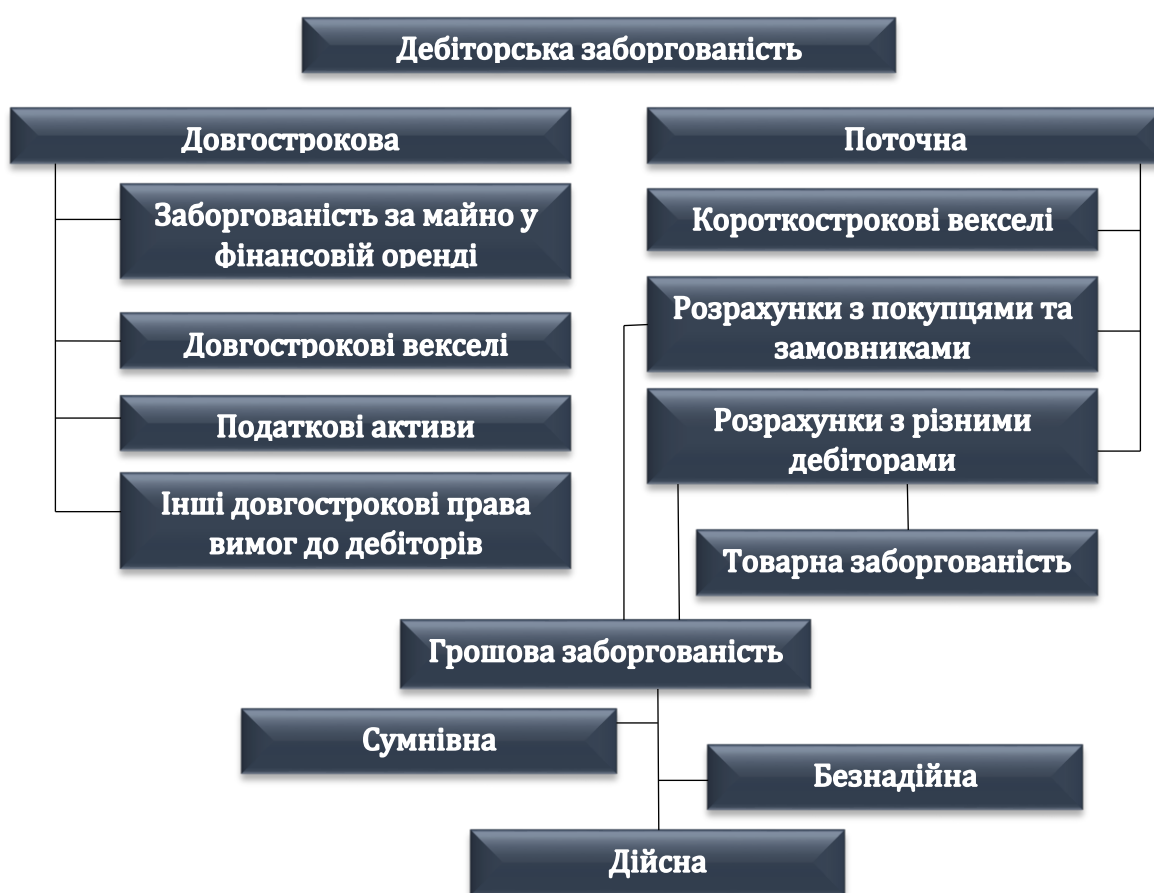 Дебіторська заборгованість
Довгострокова
Поточна
Заборгованість за майно у
фінансовій оренді
Довгострокові векселі
Податкові активи
Інші довгострокові права
вимог до дебіторів
Короткострокові векселі
Розрахунки з покупцями та
замовниками
Розрахунки з різними
дебіторами
Товарна заборгованість
Грошова заборгованість
Сумнівна
Безнадійна
Дійсна